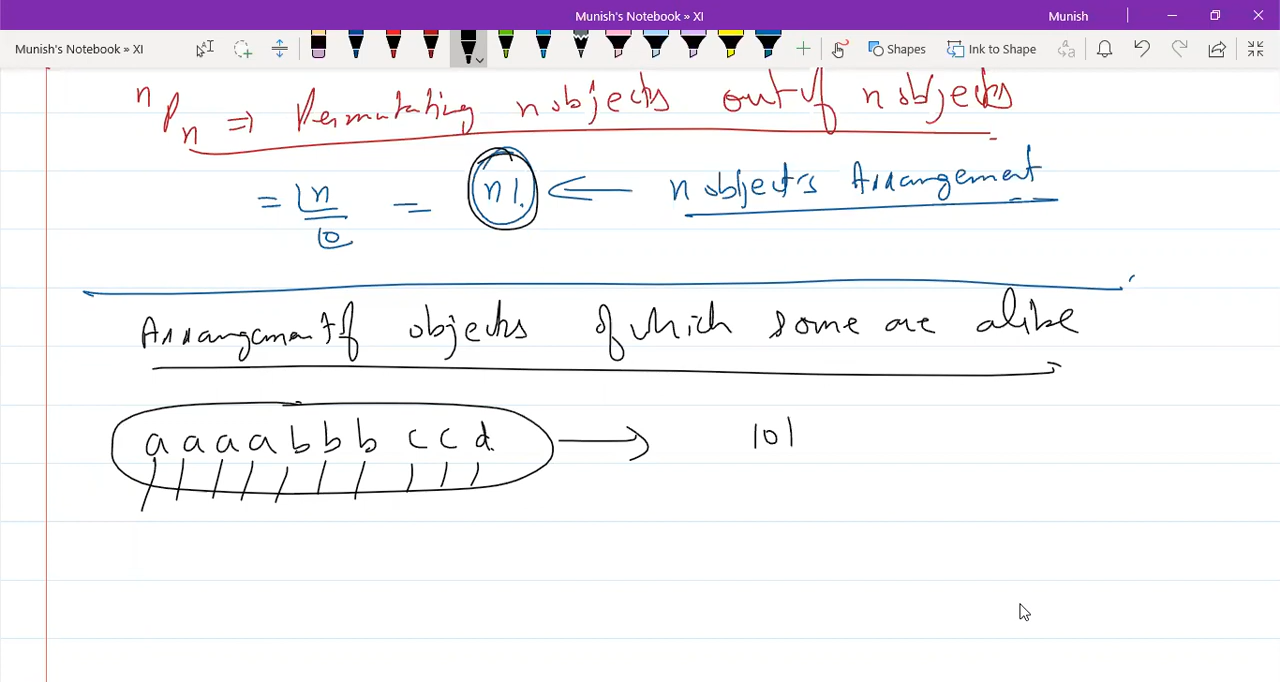 Munish's Notebook » XI
Munish
Munish's Notebook » XI Shapes Ink to Shape
nPn => Permutating n objects out of n objects
= n/0 = n! <- n objects Arrangement
Arrangement of objects of which some are alike
a a a a b b b c c d. → 10!